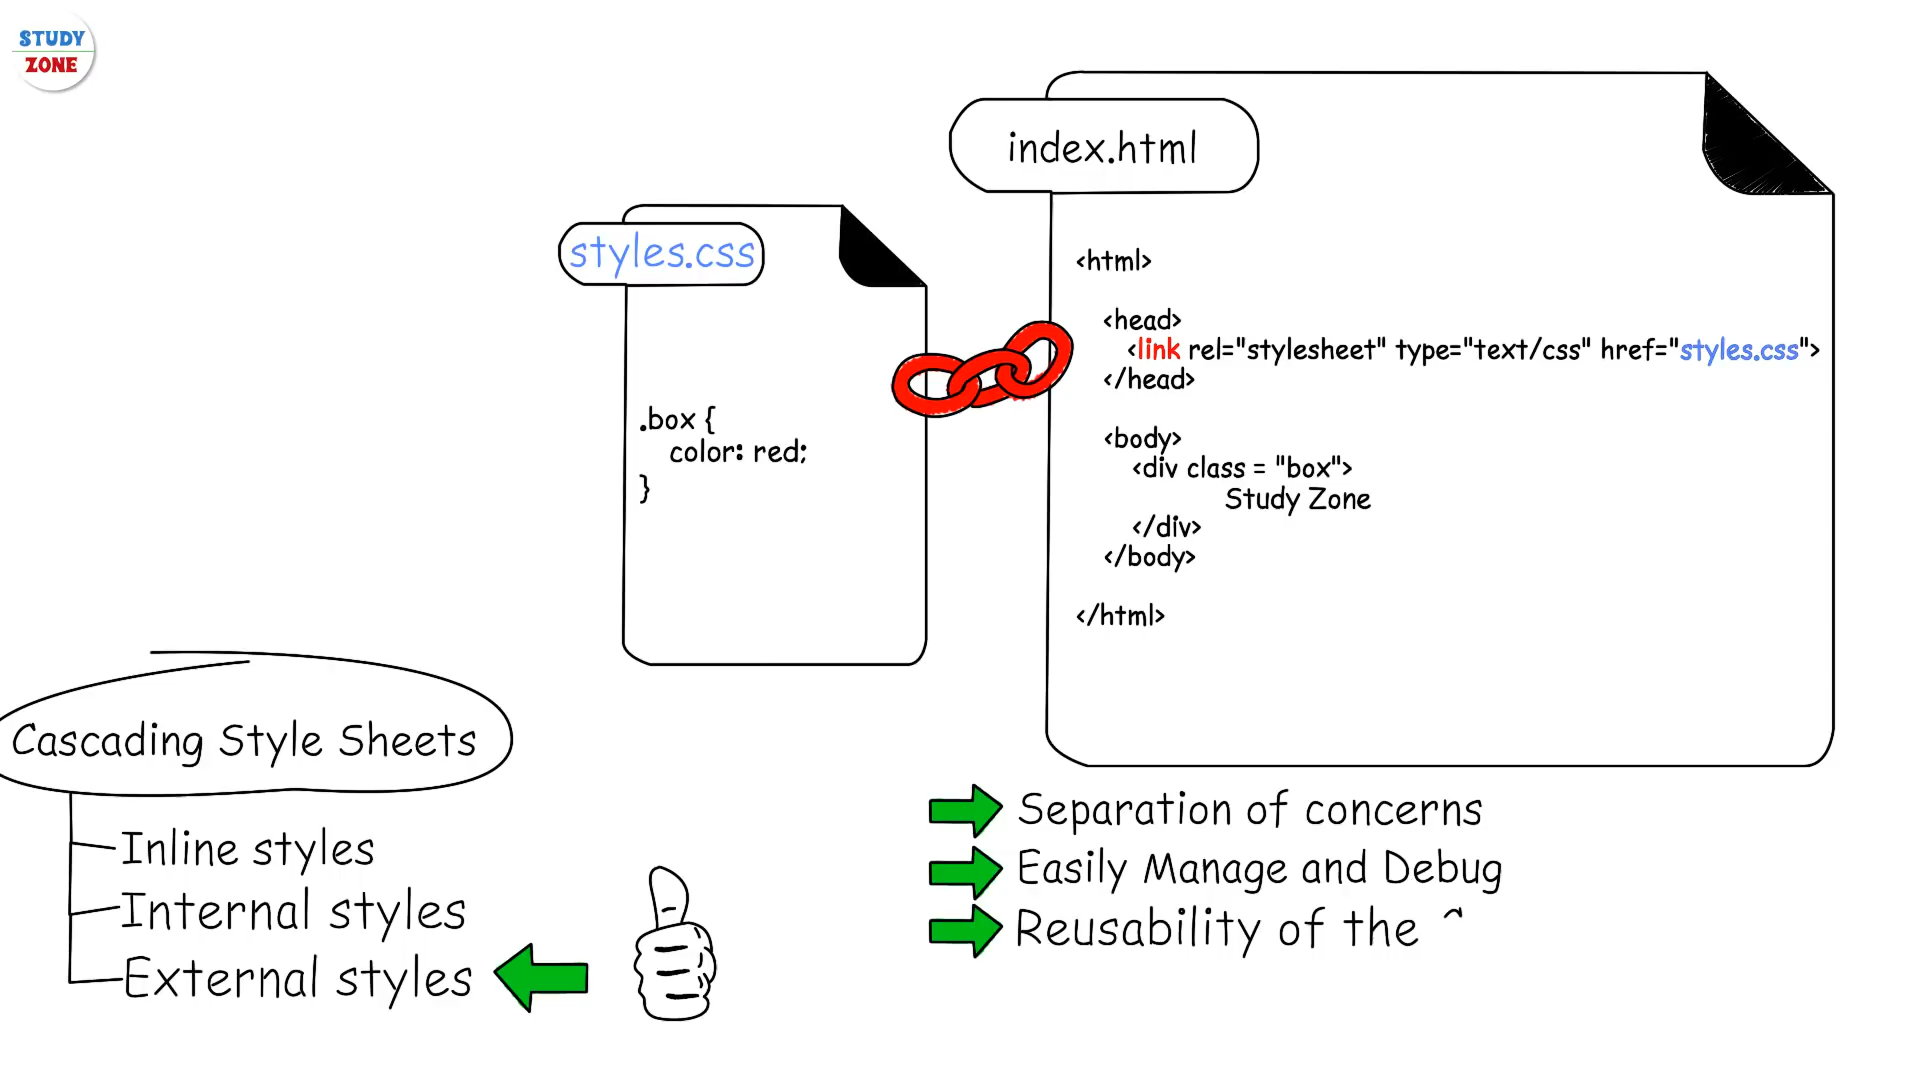 STUDY
ZONE
index.html
styles.css
<html>
<head>
<link rel="stylesheet" type="text/css" href="styles.css">
</head>
<body>
<div class = "box">
Study Zone
</div>
</body>
</html>
.box {
color: red;
}
Cascading Style Sheets
Inline styles
Internal styles
External styles
Separation of concerns
Easily Manage and Debug
Reusability of the